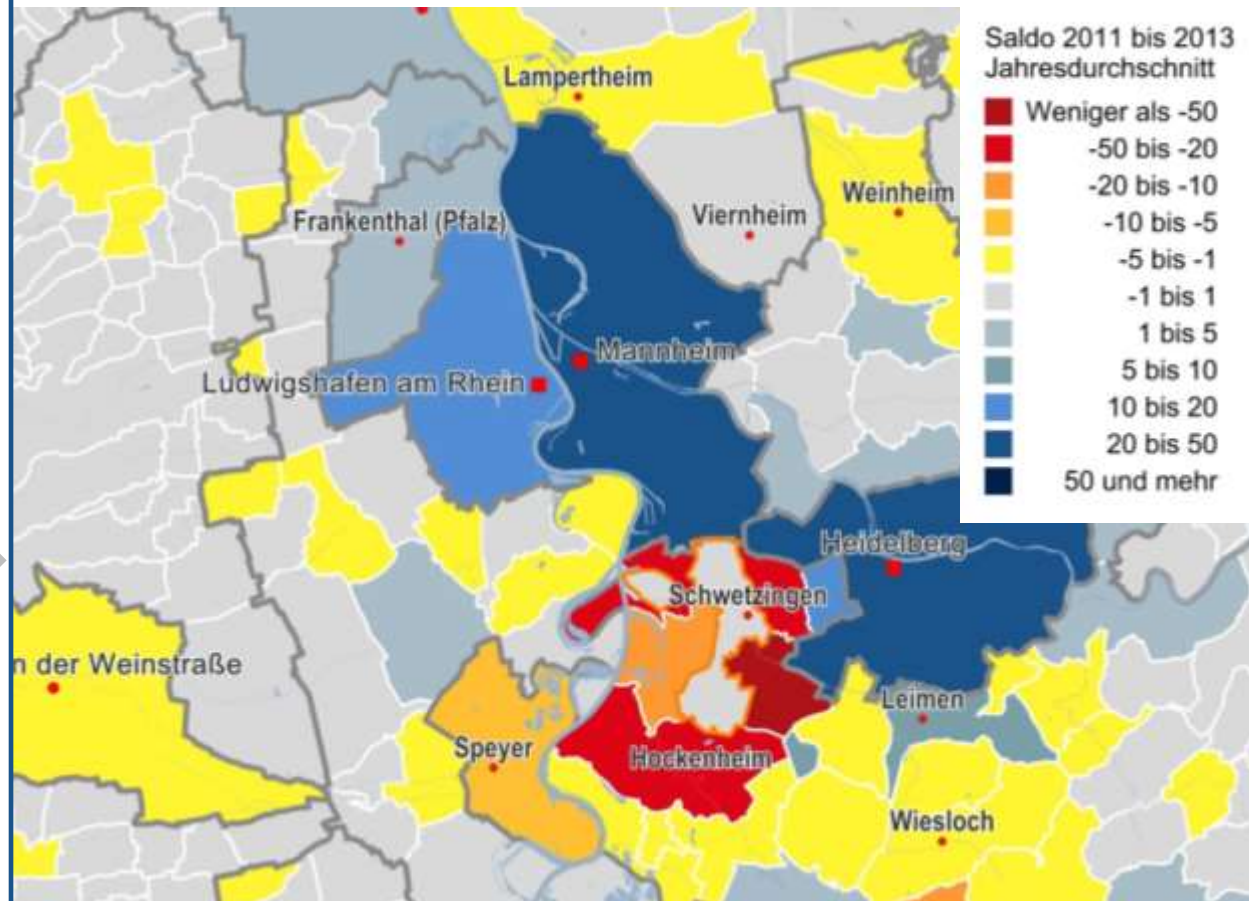 Saldo 2011 bis 2013
Jahresdurchschnitt
Weniger als -50
-50 bis -20
-20 bis -10
-10 bis -5
-5 bis -1
-1 bis 1
1 bis 5
5 bis 10
10 bis 20
20 bis 50
50 und mehr
Lampertheim
Weinheim
Viernheim
Frankenthal (Pfalz)
Mannheim
Ludwigshafen am Rhein
Heidelberg
Schwetzingen
n der Weinstraße
Leimen
Speyer
Hockenheim
Wiesloch